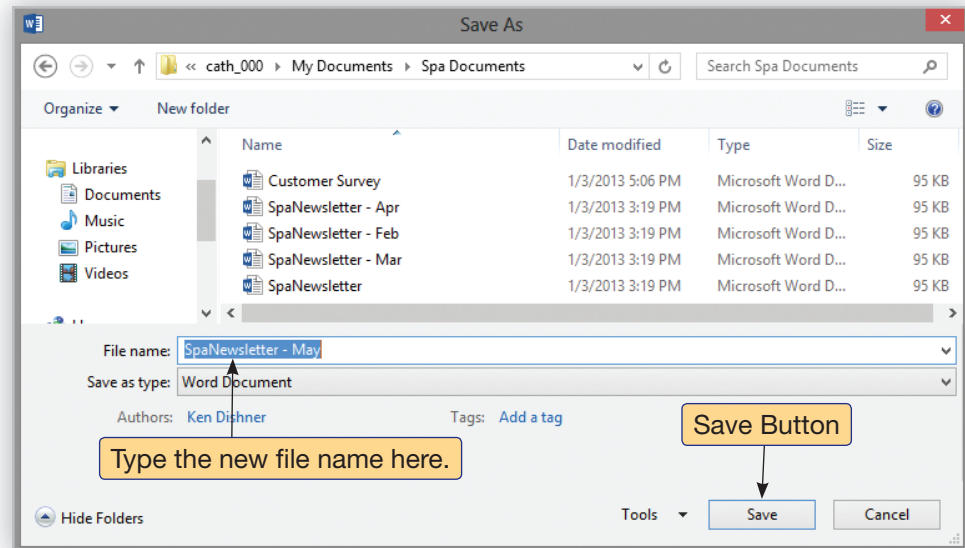 Save As
« cath_000 ▸ My Documents ▸ Spa Documents Search Spa Documents
Organize ▾ New folder
Name Date modified Type Size
Libraries
Documents
Music
Pictures
Videos
Customer Survey 1/3/2013 5:06 PM Microsoft Word D... 95 KB
SpaNewsletter - Apr 1/3/2013 3:19 PM Microsoft Word D... 95 KB
SpaNewsletter - Feb 1/3/2013 3:19 PM Microsoft Word D... 95 KB
SpaNewsletter - Mar 1/3/2013 3:19 PM Microsoft Word D... 95 KB
SpaNewsletter 1/3/2013 3:19 PM Microsoft Word D... 95 KB
File name: SpaNewsletter - May
Save as type: Word Document
Authors: Ken Dishner Tags: Add a tag
Save Button
Type the new file name here.
Hide Folders Tools ▾ Save Cancel